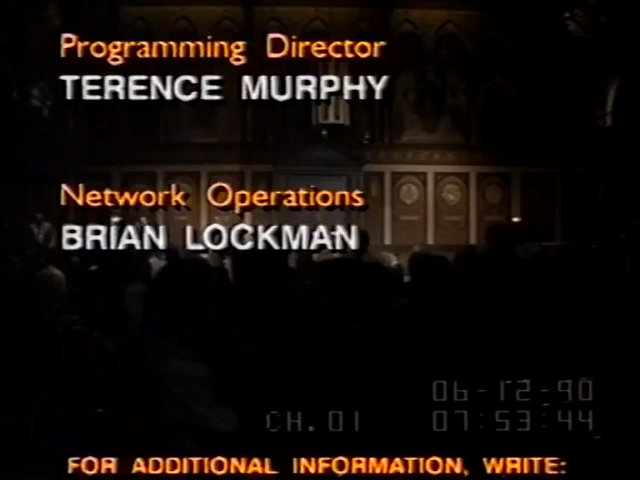 Programming Director
TERENCE MURPHY
Network Operations
BRIAN LOCKMAN
06-12-90
CH.01 07:53:44
FOR ADDITIONAL INFORMATION, WRITE: